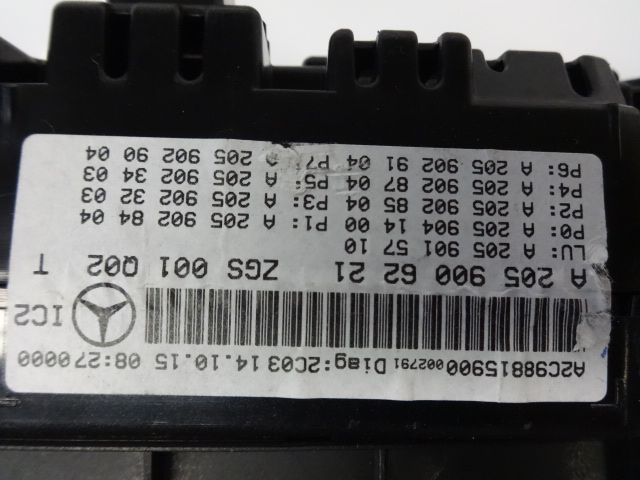 A2C98815900 002791 Diag:2C03 14.10.15 08:27 0000
IC2
A 205 900 62 21 ZGS 001 Q02 T
LU: A 205 901 57 10
P0: A 205 904 14 00 P1: A 205 902 84 04
P2: A 205 902 85 04 P3: A 205 902 32 03
P4: A 205 902 87 04 P5: A 205 902 34 03
P6: A 205 902 91 04 P7: A 205 902 90 04